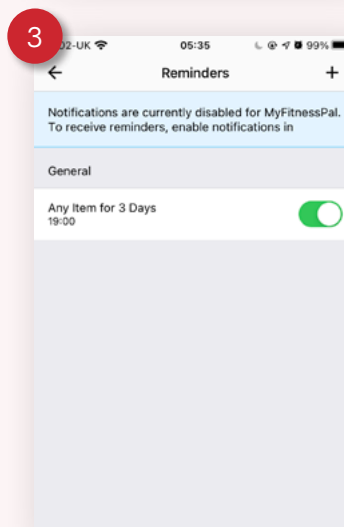 3
02-UK 05:35 99%
Reminders +
Notifications are currently disabled for MyFitnessPal.
To receive reminders, enable notifications in
General
Any Item for 3 Days
19:00